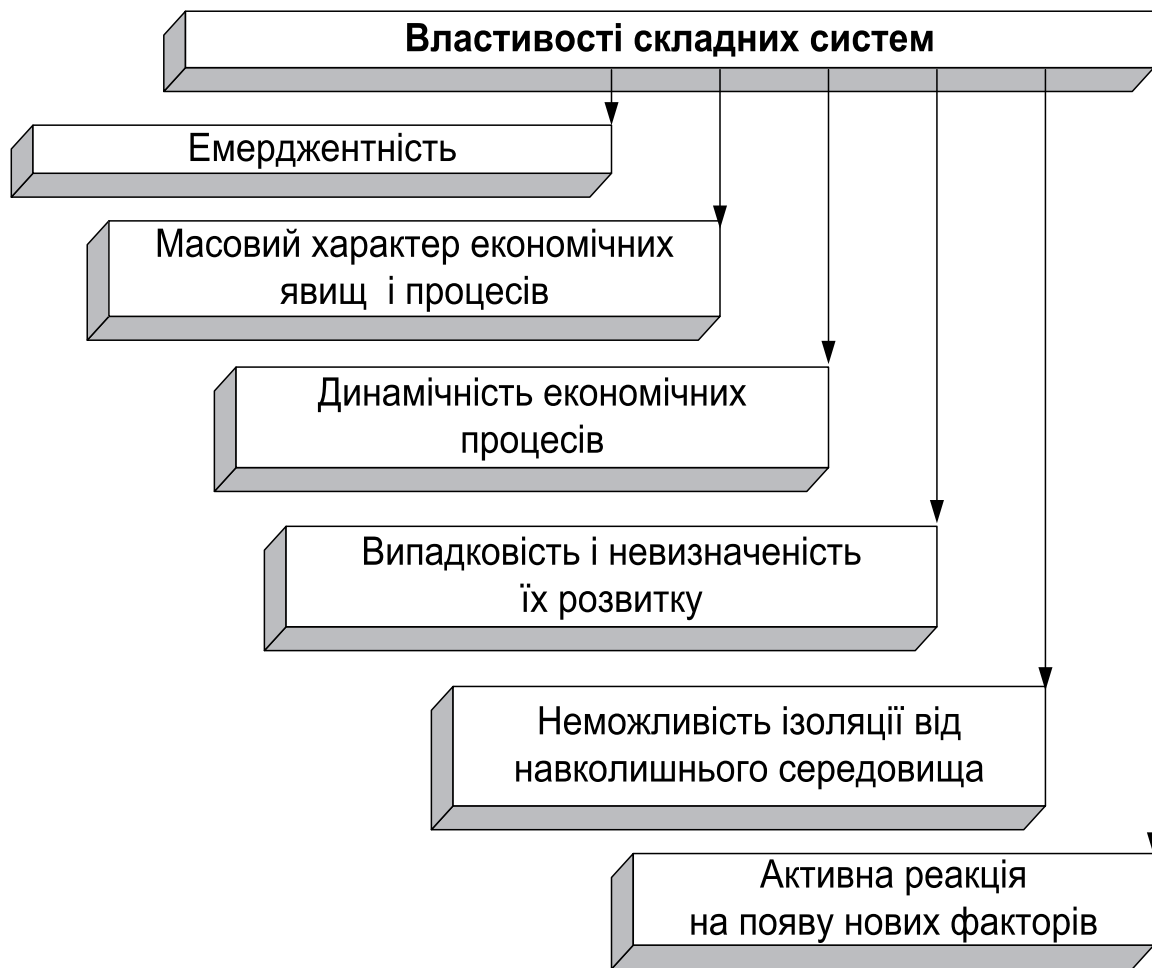 Властивості складних систем
Емерджентність
Масовий характер економічних
явищ і процесів
Динамічність економічних
процесів
Випадковість і невизначеність
їх розвитку
Неможливість ізоляції від
навколишнього середовища
Активна реакція
на появу нових факторів